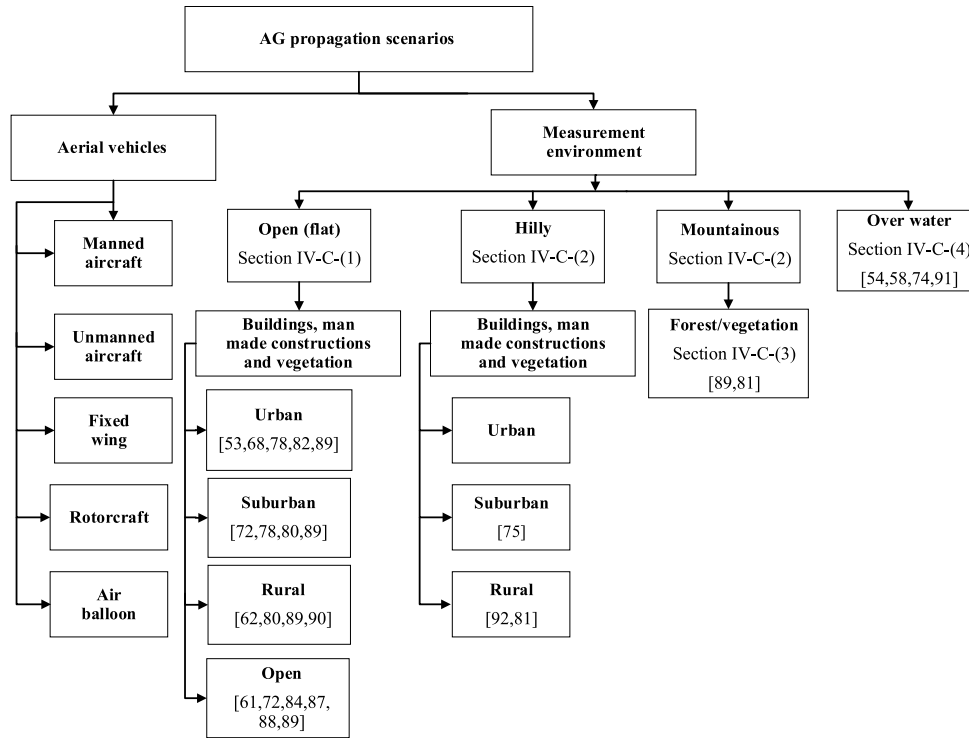 AG propagation scenarios
Aerial vehicles
Measurement
environment
Manned
aircraft
Unmanned
aircraft
Fixed
wing
Rotorcraft
Air
balloon
Open (flat)
Section IV-C-(1)
Buildings, man
made constructions
and vegetation
Urban
[53,68,78,82,89]
Suburban
[72,78,80,89]
Rural
[62,80,89,90]
Open
[61,72,84,87,
88,89]
Hilly
Section IV-C-(2)
Buildings, man
made constructions
and vegetation
Urban
Suburban
[75]
Rural
[92,81]
Mountainous
Section IV-C-(2)
Forest/vegetation
Section IV-C-(3)
[89,81]
Over water
Section IV-C-(4)
[54,58,74,91]